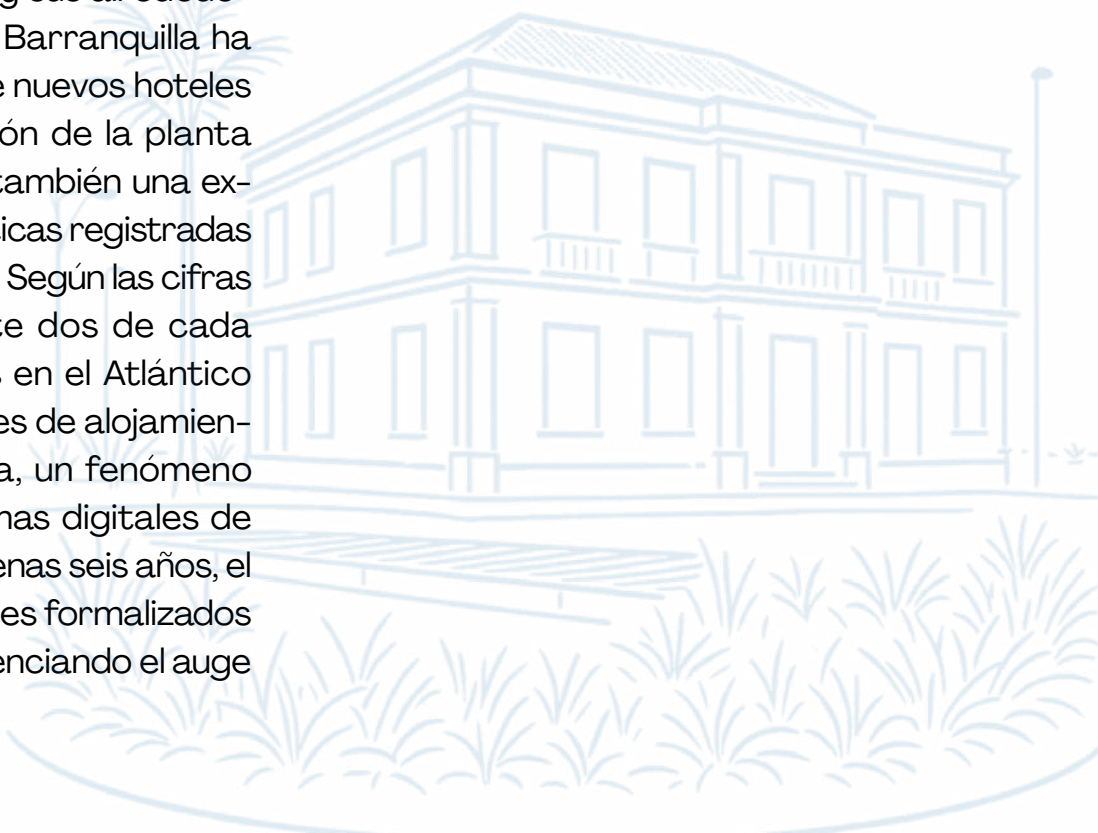 Barranquilla ha
nuevos hoteles
ón de la planta
también una ex-
icas registradas
Según las cifras
te dos de cada
en el Atlántico
es de alojamien-
a, un fenómeno
mas digitales de
enas seis años, el
es formalizados
enciando el auge